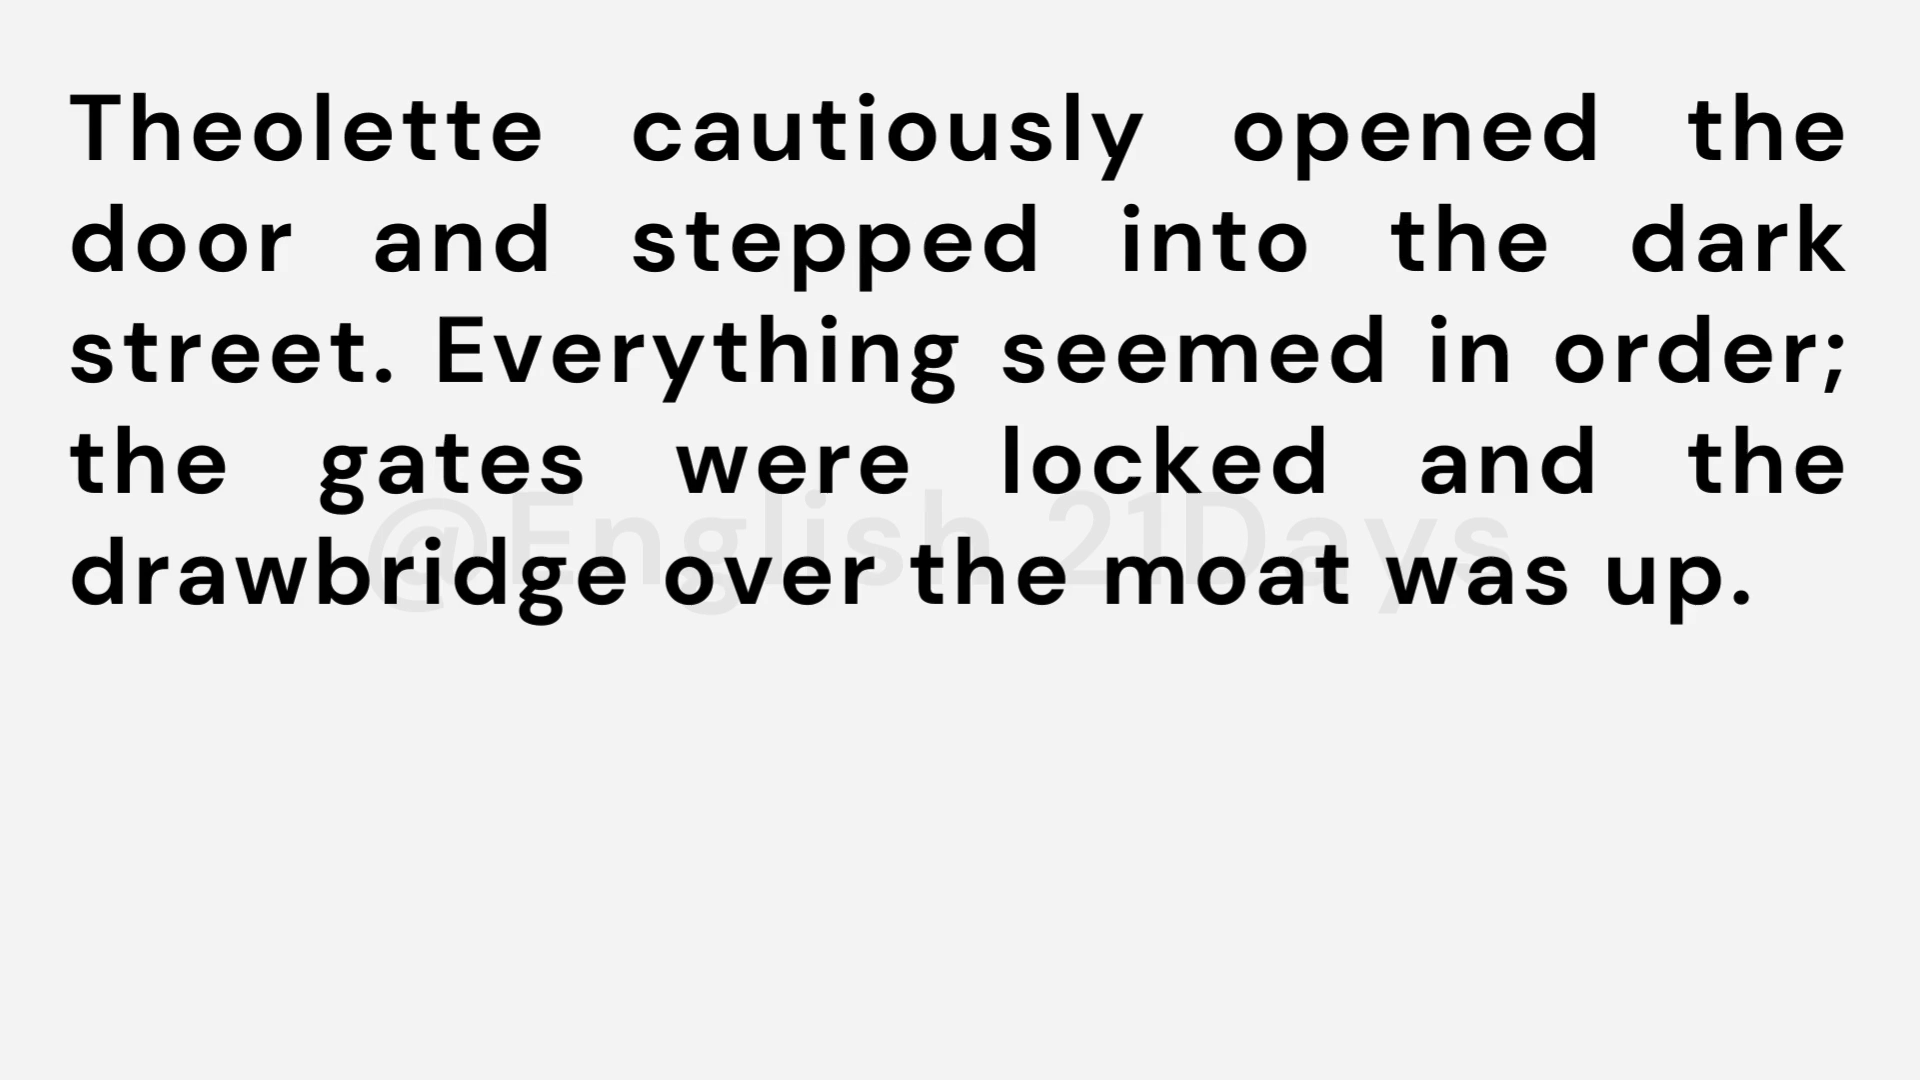 Theolette cautiously opened the
door and stepped into the dark
street. Everything seemed in order;
the gates were locked and the
drawbridge over the moat was up.
@English 21Days